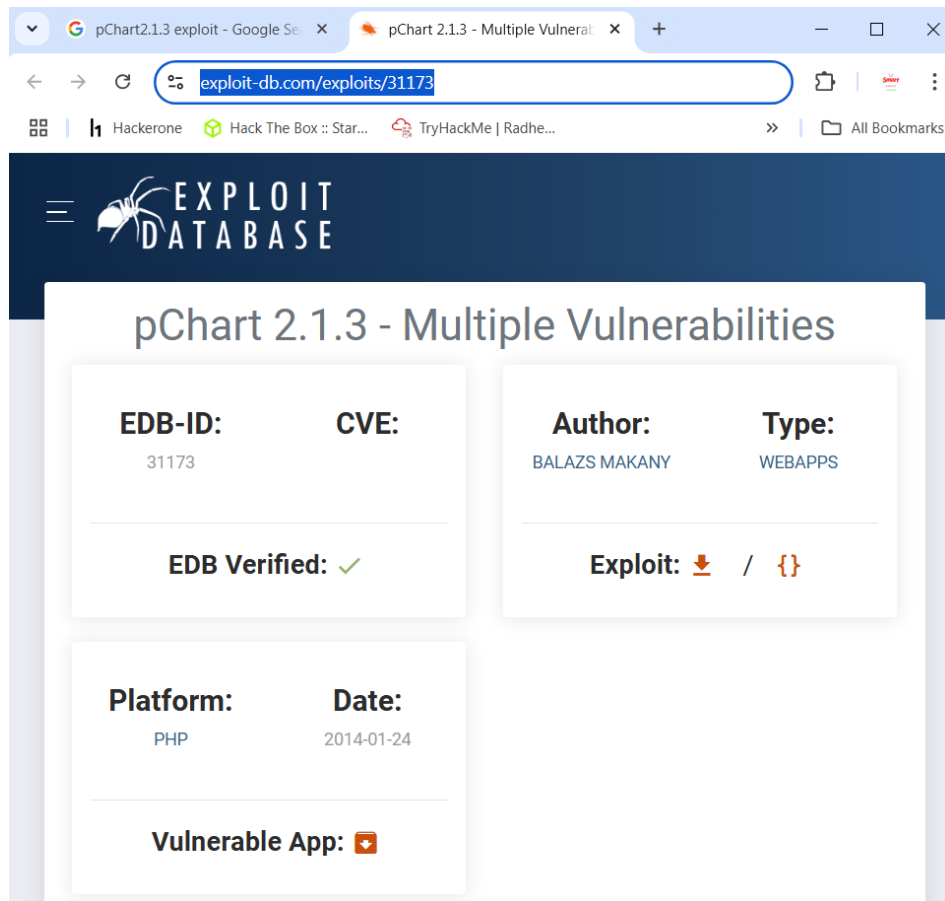 pChart2.1.3 exploit - Google Se
pChart 2.1.3 - Multiple Vulnerab
exploit-db.com/exploits/31173
Hackerone
Hack The Box :: Star...
TryHackMe | Radhe...
All Bookmarks
EXPLOIT
DATABASE
pChart 2.1.3 - Multiple Vulnerabilities
EDB-ID: CVE:
31173
Author: Type:
BALAZS MAKANY WEBAPPS
EDB Verified:
Exploit: / {}
Platform: Date:
PHP 2014-01-24
Vulnerable App: